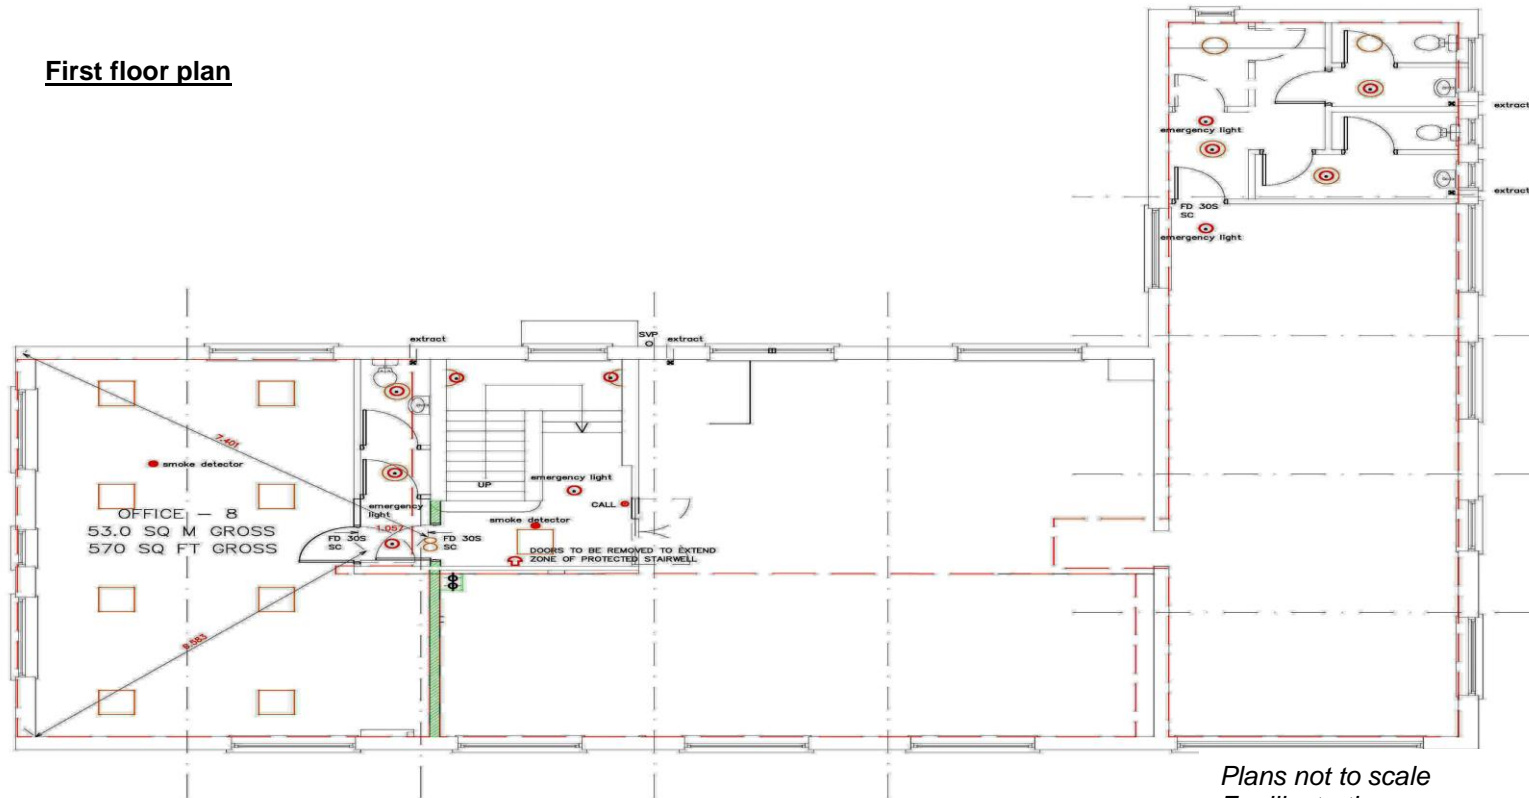 First floor plan
extract
emergency light
extract
FD 30S
SC
emergency light
extract
SVP
extract
7.401
smoke detector
UP
emergency light
CALL
OFFICE - 8
53.0 SQ M GROSS
570 SQ FT GROSS
emergency
light
1.057
smoke detector
FD 30S
SC
FD 30S
SC
DOORS TO BE REMOVED TO EXTEND
ZONE OF PROTECTED STAIRWELL
8.583
Plans not to scale